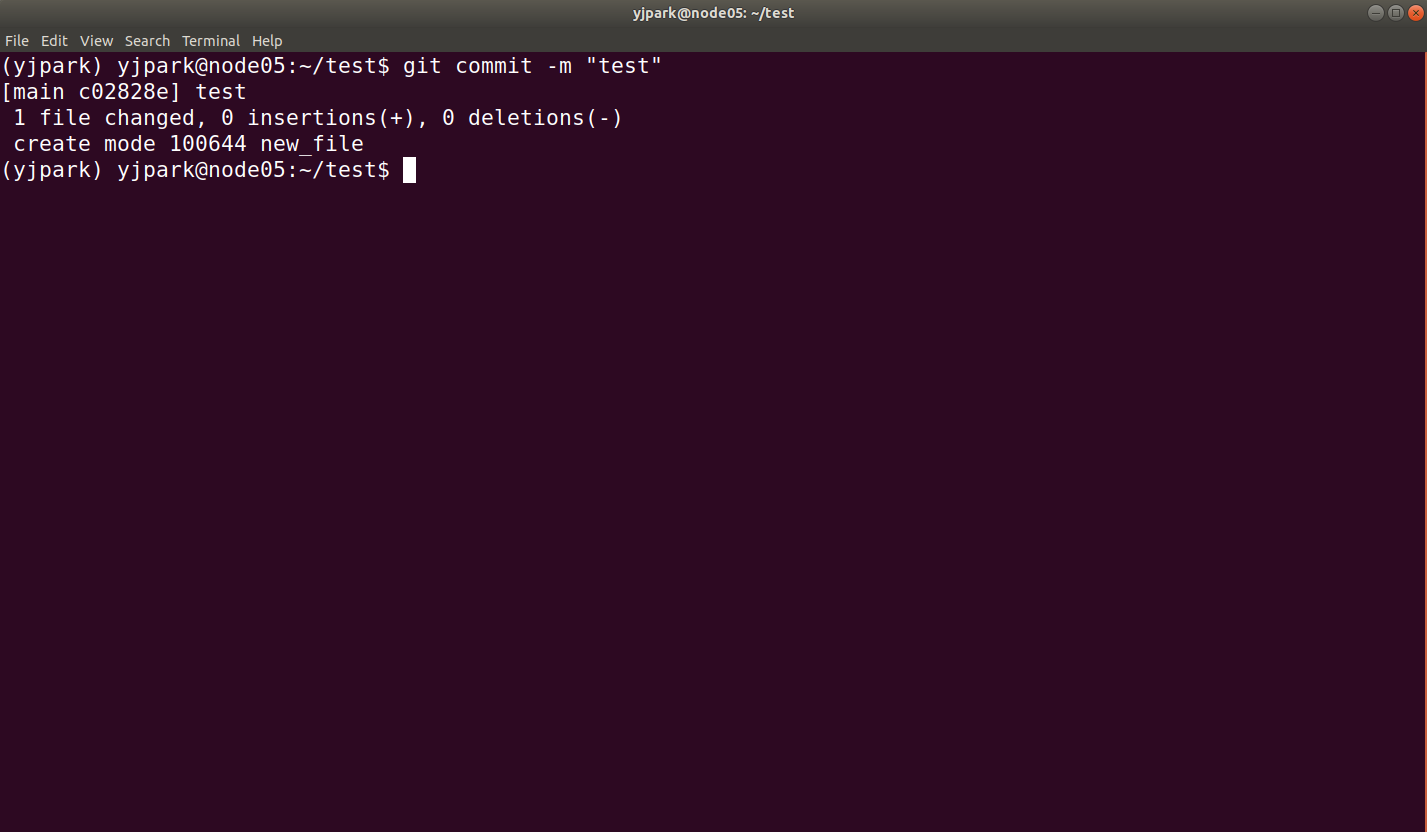 yjpark@node05: ~/test
File Edit View Search Terminal Help
(yjpark) yjpark@node05:~/test$ git commit -m "test"
[main c02828e] test
 1 file changed, 0 insertions(+), 0 deletions(-)
 create mode 100644 new_file
(yjpark) yjpark@node05:~/test$